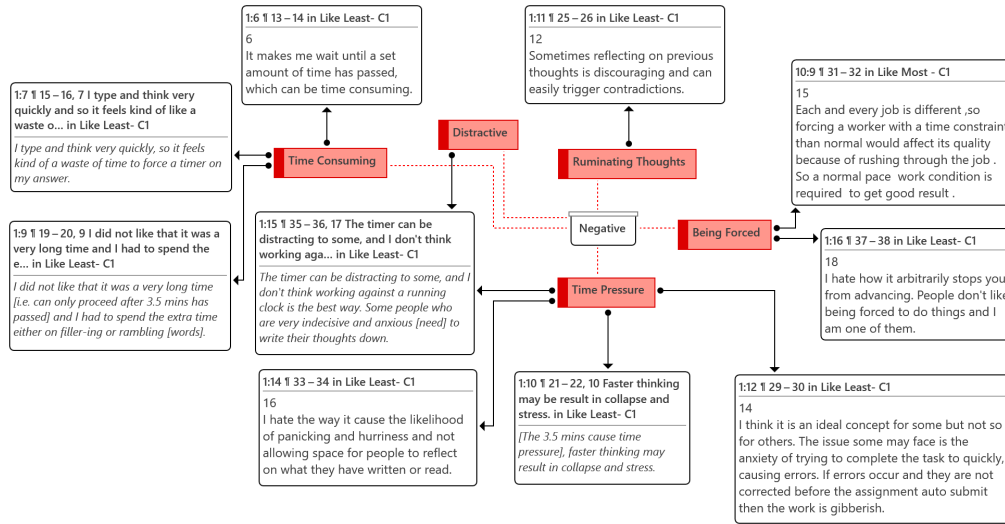 1:6 ¶ 13 – 14 in Like Least- C1
6
It makes me wait until a set
amount of time has passed,
which can be time consuming.
1:11 ¶ 25 – 26 in Like Least- C1
12
Sometimes reflecting on previous
thoughts is discouraging and can
easily trigger contradictions.
10:9 ¶ 31 – 32 in Like Most - C1
15
Each and every job is different ,so
forcing a worker with a time constraint
than normal would affect its quality
because of rushing through the job .
So a normal pace work condition is
required to get good result .
1:7 ¶ 15 – 16, 7 I type and think very
quickly and so it feels kind of like a
waste o... in Like Least- C1
I type and think very quickly, so it feels
kind of a waste of time to force a timer on
my answer.
Distractive
Time Consuming
Ruminating Thoughts
Negative
Being Forced
Time Pressure
1:9 ¶ 19 – 20, 9 I did not like that it was a
very long time and I had to spend the
e... in Like Least- C1
I did not like that it was a very long time
[i.e. can only proceed after 3.5 mins has
passed] and I had to spend the extra time
either on filler-ing or rambling [words].
1:15 ¶ 35 – 36, 17 The timer can be
distracting to some, and I don't think
working aga... in Like Least- C1
The timer can be distracting to some, and I
don't think working against a running
clock is the best way. Some people who
are very indecisive and anxious [need] to
write their thoughts down.
1:16 ¶ 37 – 38 in Like Least- C1
18
I hate how it arbitrarily stops you
from advancing. People don't like
being forced to do things and I
am one of them.
1:14 ¶ 33 – 34 in Like Least- C1
16
I hate the way it cause the likelihood
of panicking and hurriness and not
allowing space for people to reflect
on what they have written or read.
1:10 ¶ 21 – 22, 10 Faster thinking
may be result in collapse and
stress. in Like Least- C1
[The 3.5 mins cause time
pressure], faster thinking may
result in collapse and stress.
1:12 ¶ 29 – 30 in Like Least- C1
14
I think it is an ideal concept for some but not so
for others. The issue some may face is the
anxiety of trying to complete the task to quickly,
causing errors. If errors occur and they are not
corrected before the assignment auto submit
then the work is gibberish.